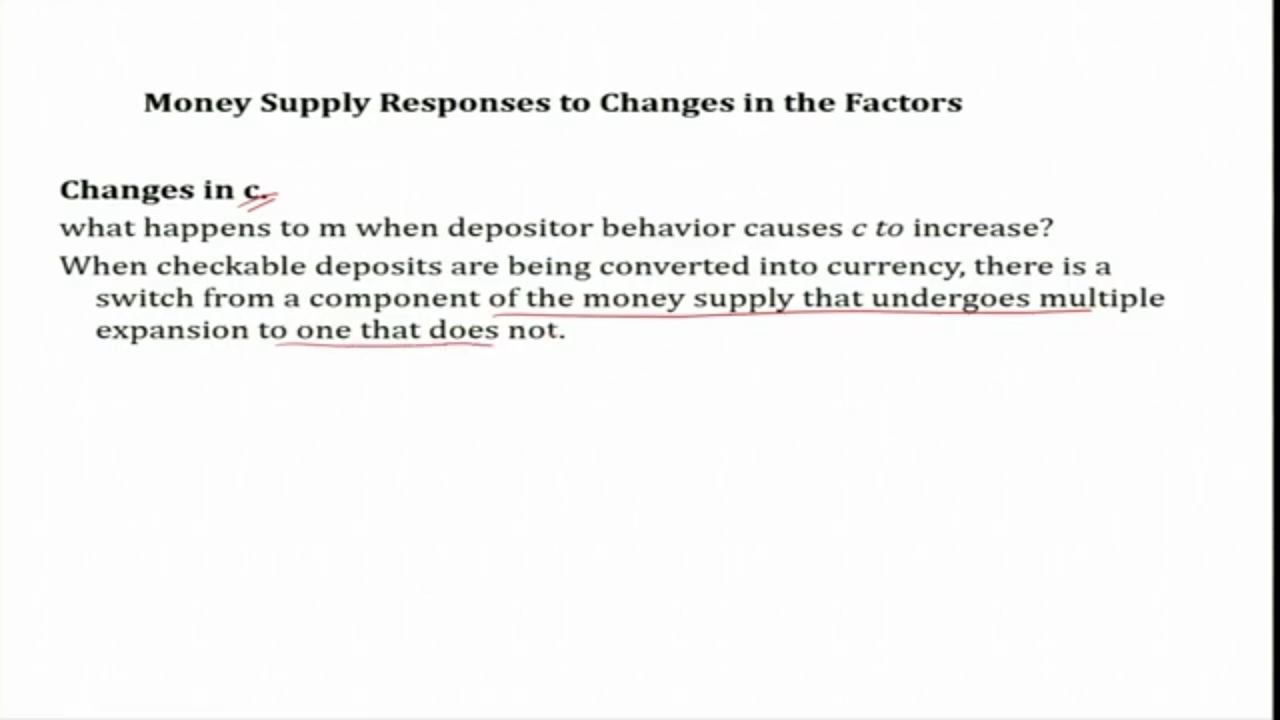 Money Supply Responses to Changes in the Factors
Changes in c.
what happens to m when depositor behavior causes c to increase?
When checkable deposits are being converted into currency, there is a
switch from a component of the money supply that undergoes multiple
expansion to one that does not.